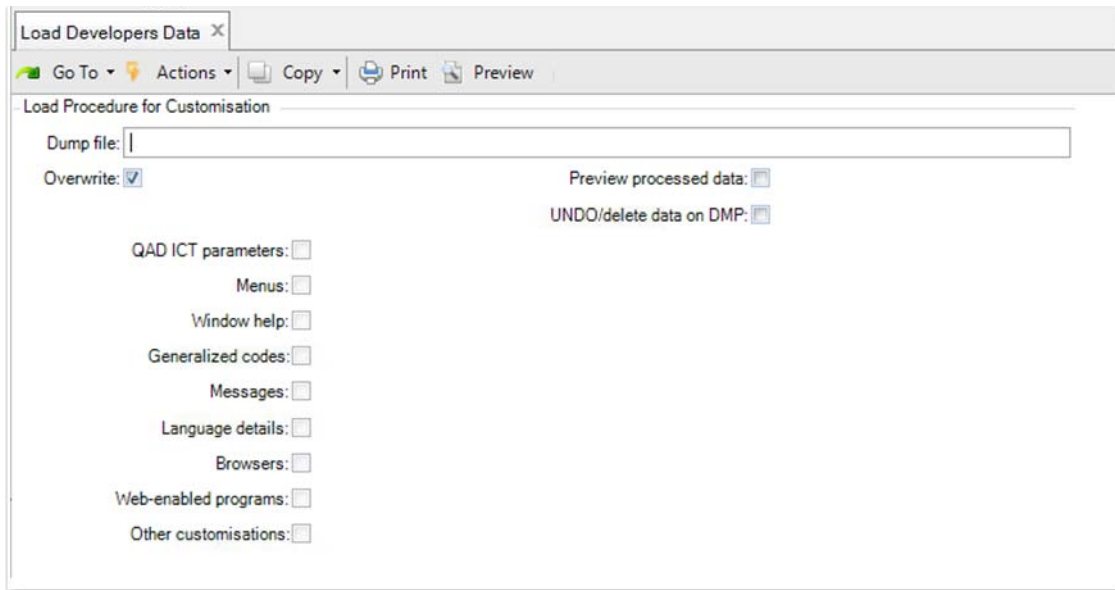 Load Developers Data
Go To Actions Copy Print Preview
Load Procedure for Customisation
Dump file:
Overwrite: Preview processed data:
UNDO/delete data on DMP:
QAD ICT parameters:
Menus:
Window help:
Generalized codes:
Messages:
Language details:
Browsers:
Web-enabled programs:
Other customisations: